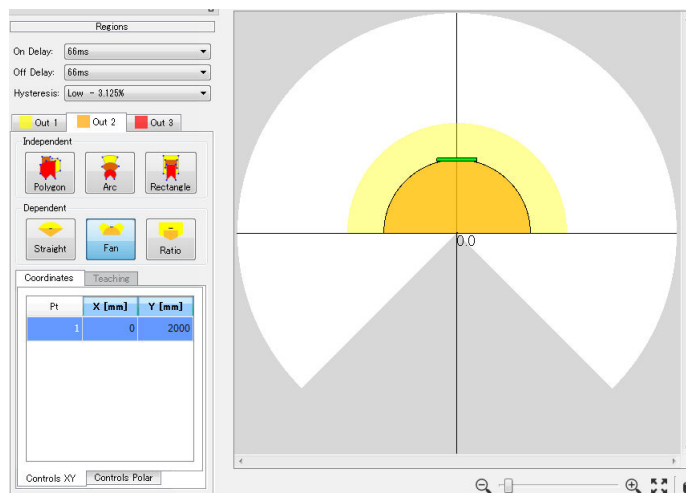 Regions
On Delay: 66ms
Off Delay: 66ms
Hysteresis: Low - 3.125%
Out 1 Out 2 Out 3
Independent
Polygon Arc Rectangle
Dependent
Straight Fan Ratio
Coordinates Teaching
Pt X [mm] Y [mm]
1 0 2000
Controls XY Controls Polar
0.0